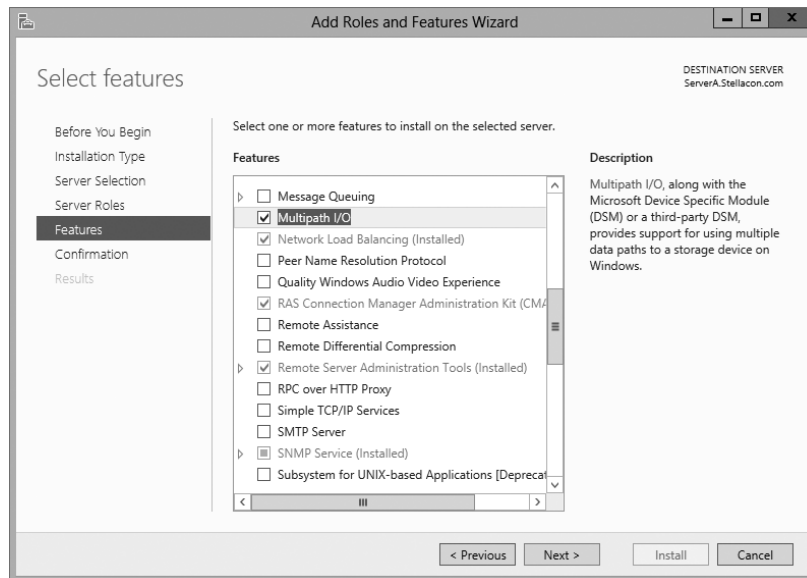 Add Roles and Features Wizard
Select features
DESTINATION SERVER
ServerA.Stellacon.com
Before You Begin
Installation Type
Server Selection
Server Roles
Features
Confirmation
Results
Select one or more features to install on the selected server.
Features
Message Queuing
Multipath I/O
Network Load Balancing (Installed)
Peer Name Resolution Protocol
Quality Windows Audio Video Experience
RAS Connection Manager Administration Kit (CMA
Remote Assistance
Remote Differential Compression
Remote Server Administration Tools (Installed)
RPC over HTTP Proxy
Simple TCP/IP Services
SMTP Server
SNMP Service (Installed)
Subsystem for UNIX-based Applications [Deprecat
Description
Multipath I/O, along with the
Microsoft Device Specific Module
(DSM) or a third-party DSM,
provides support for using multiple
data paths to a storage device on
Windows.
< Previous
Next >
Install
Cancel